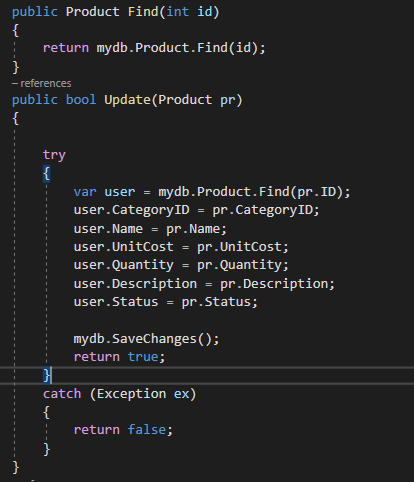 public Product Find(int id)
{
    return mydb.Product.Find(id);
}
– references
public bool Update(Product pr)
{
    try
    {
        var user = mydb.Product.Find(pr.ID);
        user.CategoryID = pr.CategoryID;
        user.Name = pr.Name;
        user.UnitCost = pr.UnitCost;
        user.Quantity = pr.Quantity;
        user.Description = pr.Description;
        user.Status = pr.Status;
        mydb.SaveChanges();
        return true;
    }
    catch (Exception ex)
    {
        return false;
    }
}